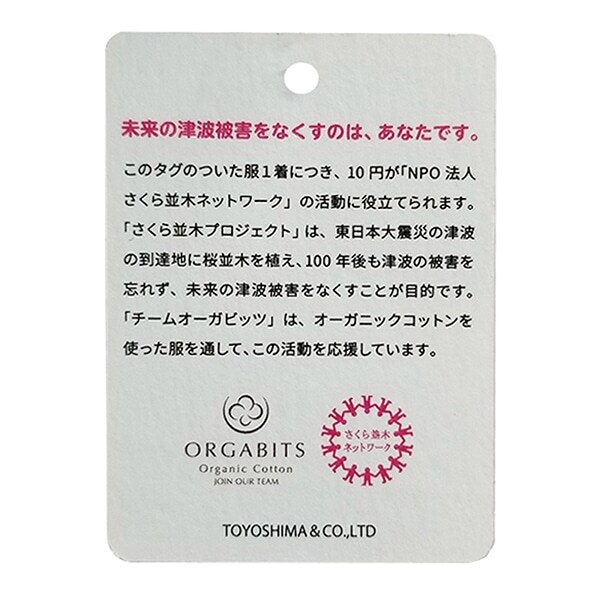 未来の津波被害をなくすのは、あなたです。
このタグのついた服1着につき、10円が「NPO法人
さくら並木ネットワーク」の活動に役立てられます。
「さくら並木プロジェクト」は、東日本大震災の津波
の到達地に桜並木を植え、100年後も津波の被害を
忘れず、未来の津波被害をなくすことが目的です。
「チームオーガビッツ」は、オーガニックコットンを
使った服を通して、この活動を応援しています。
ORGABITS
Organic Cotton
JOIN OUR TEAM
さくら並木
ネットワーク
TOYOSHIMA & CO.,LTD